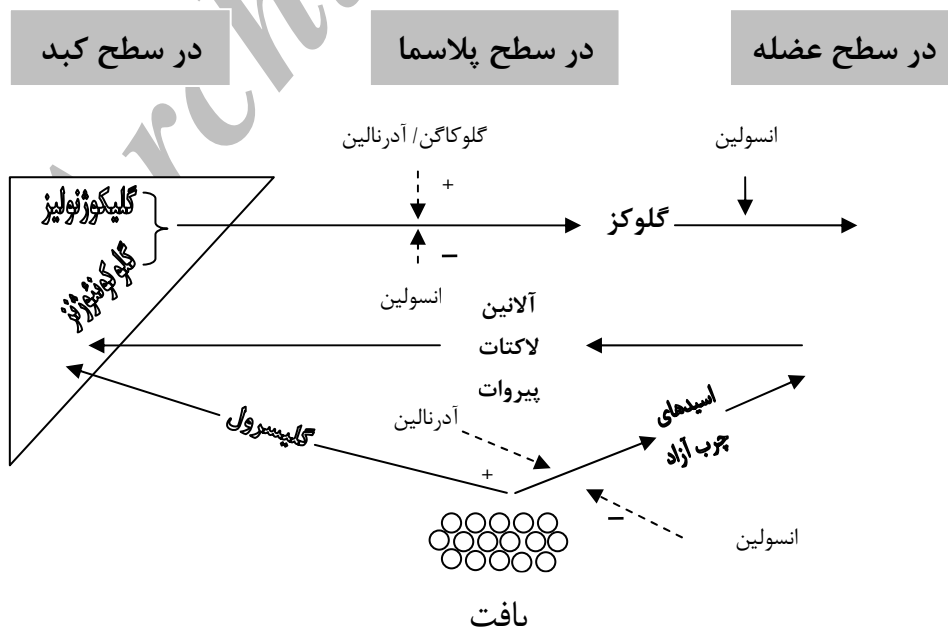 در سطح عضله
در سطح پلاسما
در سطح کبد
Arch
انسولین
گلوکاگن/ آدرنالین
+
گلیکوژنولیز
گلوکز
گلوکونئوژنز
–
انسولین
آلانین
لاکتات
پیروات
اسیدهای
چرب آزاد
آدرنالین
گلیسرول
+
–
انسولین
بافت